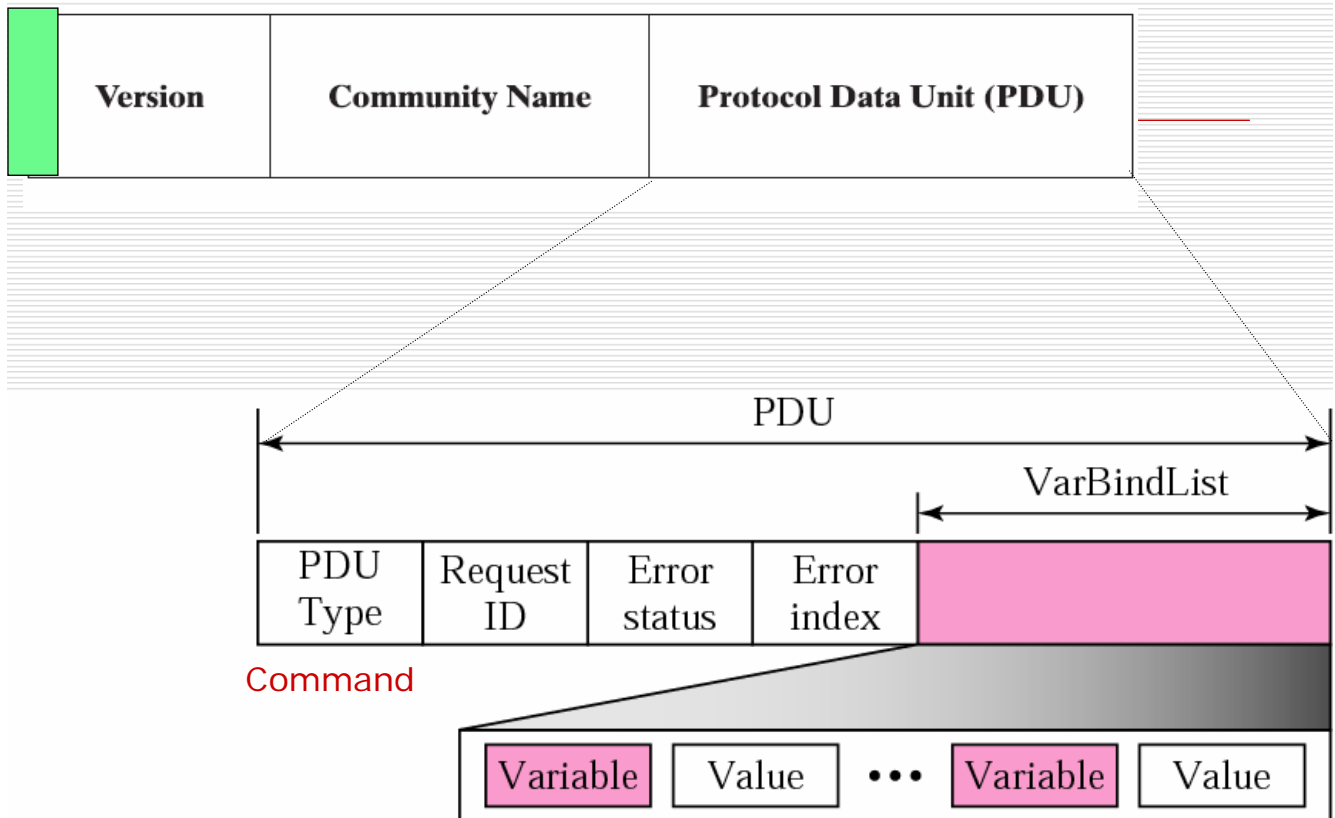 Version Community Name Protocol Data Unit (PDU)
PDU
VarBindList
PDU Type
Request ID
Error status
Error index
Command
Variable Value ••• Variable Value